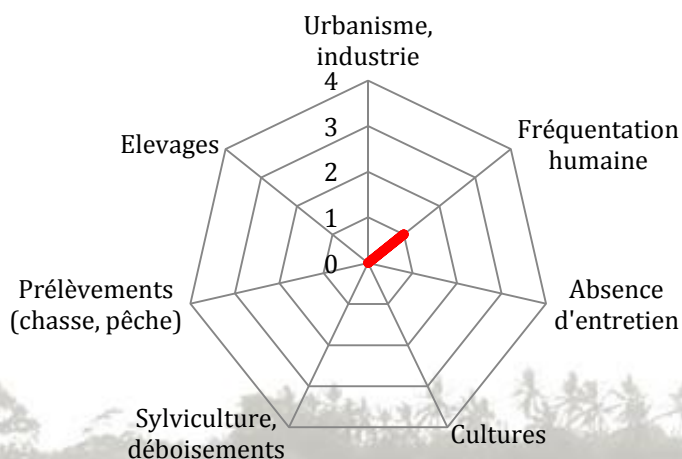 Urbanisme,
industrie
4
3
2
1
0
Fréquentation
humaine
Absence
d'entretien
Cultures
Sylviculture,
déboisements
Prélèvements
(chasse, pêche)
Elevages